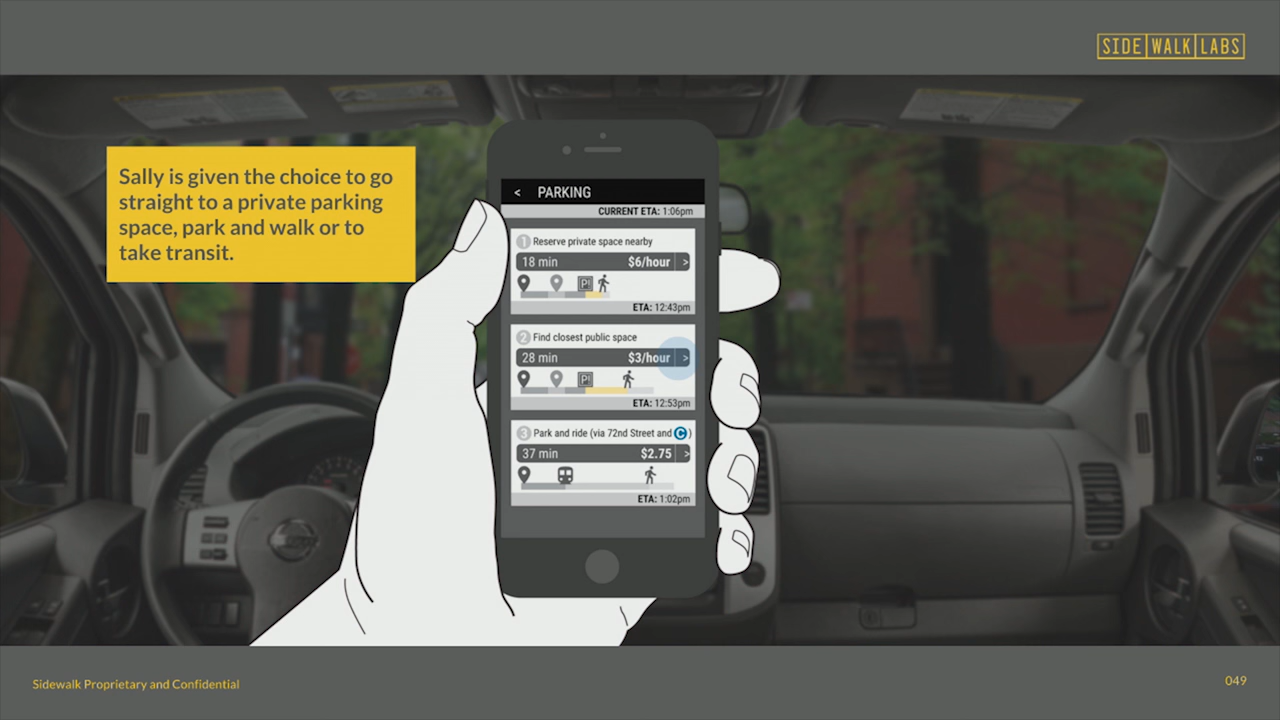 SIDE WALK LABS
Sally is given the choice to go
straight to a private parking
space, park and walk or to
take transit.
< PARKING
CURRENT ETA: 1:06pm
1 Reserve private space nearby
18 min $6/hour >
P
ETA: 12:43pm
2 Find closest public space
28 min $3/hour >
P
ETA: 12:53pm
3 Park and ride (via 72nd Street and C)
37 min $2.75 >
ETA: 1:02pm
Sidewalk Proprietary and Confidential
049